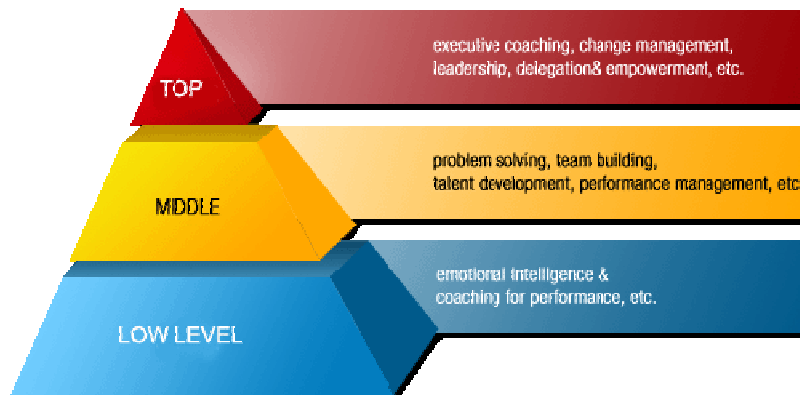 TOP
executive coaching, change management,
leadership, delegation& empowerment, etc.
MIDDLE
problem solving, team building,
talent development, performance management, etc
LOW LEVEL
emotional intelligence &
coaching for performance, etc.